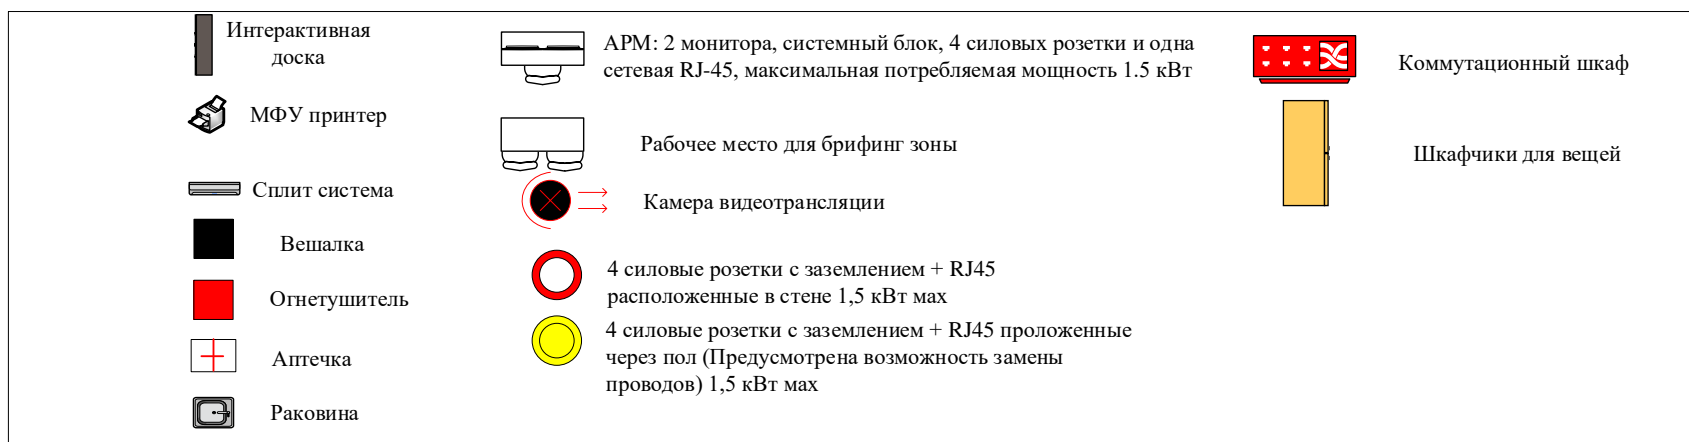 Интерактивная
доска
МФУ принтер
Сплит система
Вешалка
Огнетушитель
Аптечка
Раковина
АРМ: 2 монитора, системный блок, 4 силовых розетки и одна
сетевая RJ-45, максимальная потребляемая мощность 1.5 кВт
Рабочее место для брифинг зоны
Камера видеотрансляции
4 силовые розетки с заземлением + RJ45
расположенные в стене 1,5 кВт мах
4 силовые розетки с заземлением + RJ45 проложенные
через пол (Предусмотрена возможность замены
проводов) 1,5 кВт мах
Коммутационный шкаф
Шкафчики для вещей